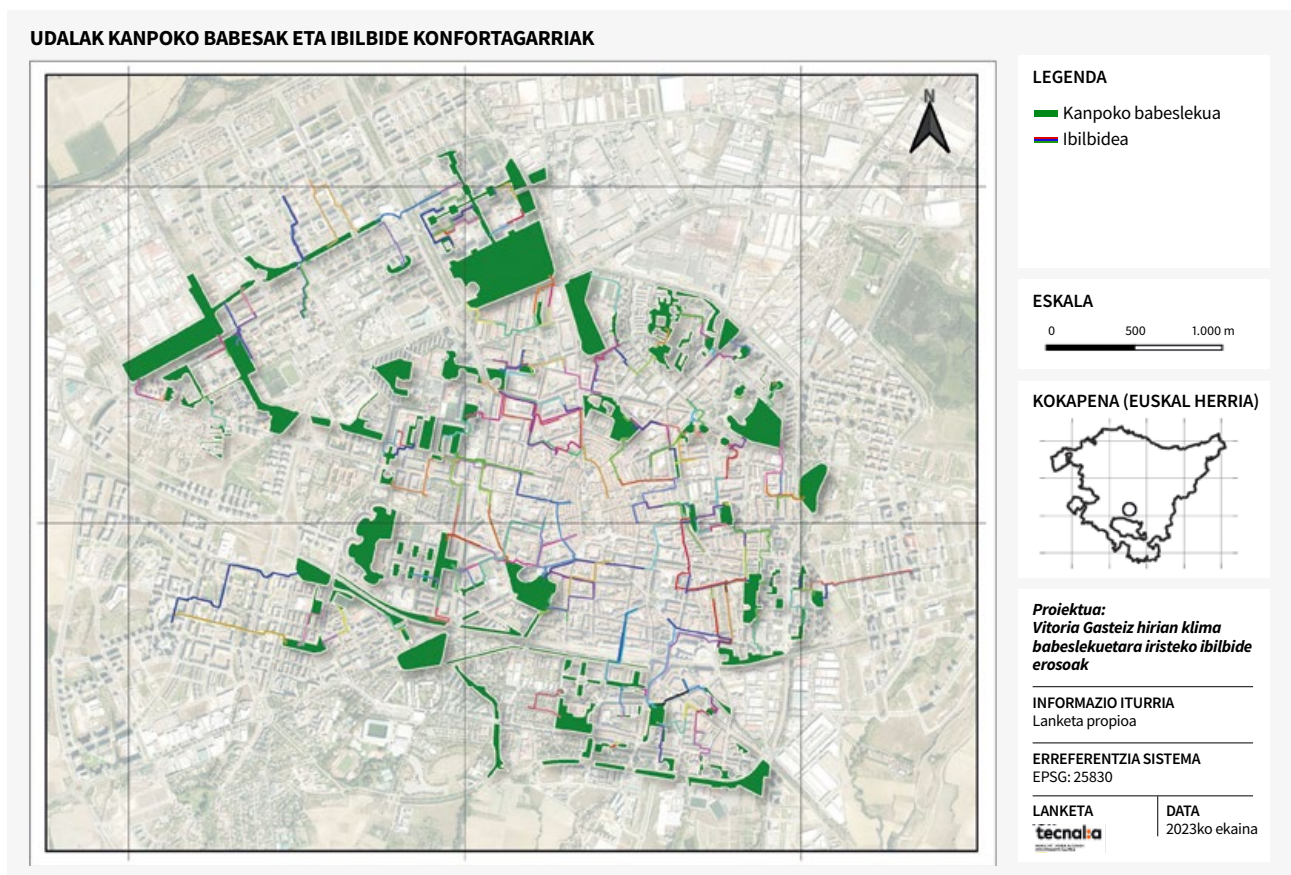 UDALAK KANPOKO BABESAK ETA IBILBIDE KONFORTAGARRIAK
N
LEGENDA
Kanpoko babeslekua
Ibilbidea
ESKALA
0 500 1.000 m
KOKAPENA (EUSKAL HERRIA)
Proiektua:
Vitoria Gasteiz hirian klima
babeslekuetara iristeko ibilbide
erosoak
INFORMAZIO ITURRIA
Lanketa propioa
ERREFERENTZIA SISTEMA
EPSG: 25830
LANKETA
tecnal:a
DATA
2023ko ekaina